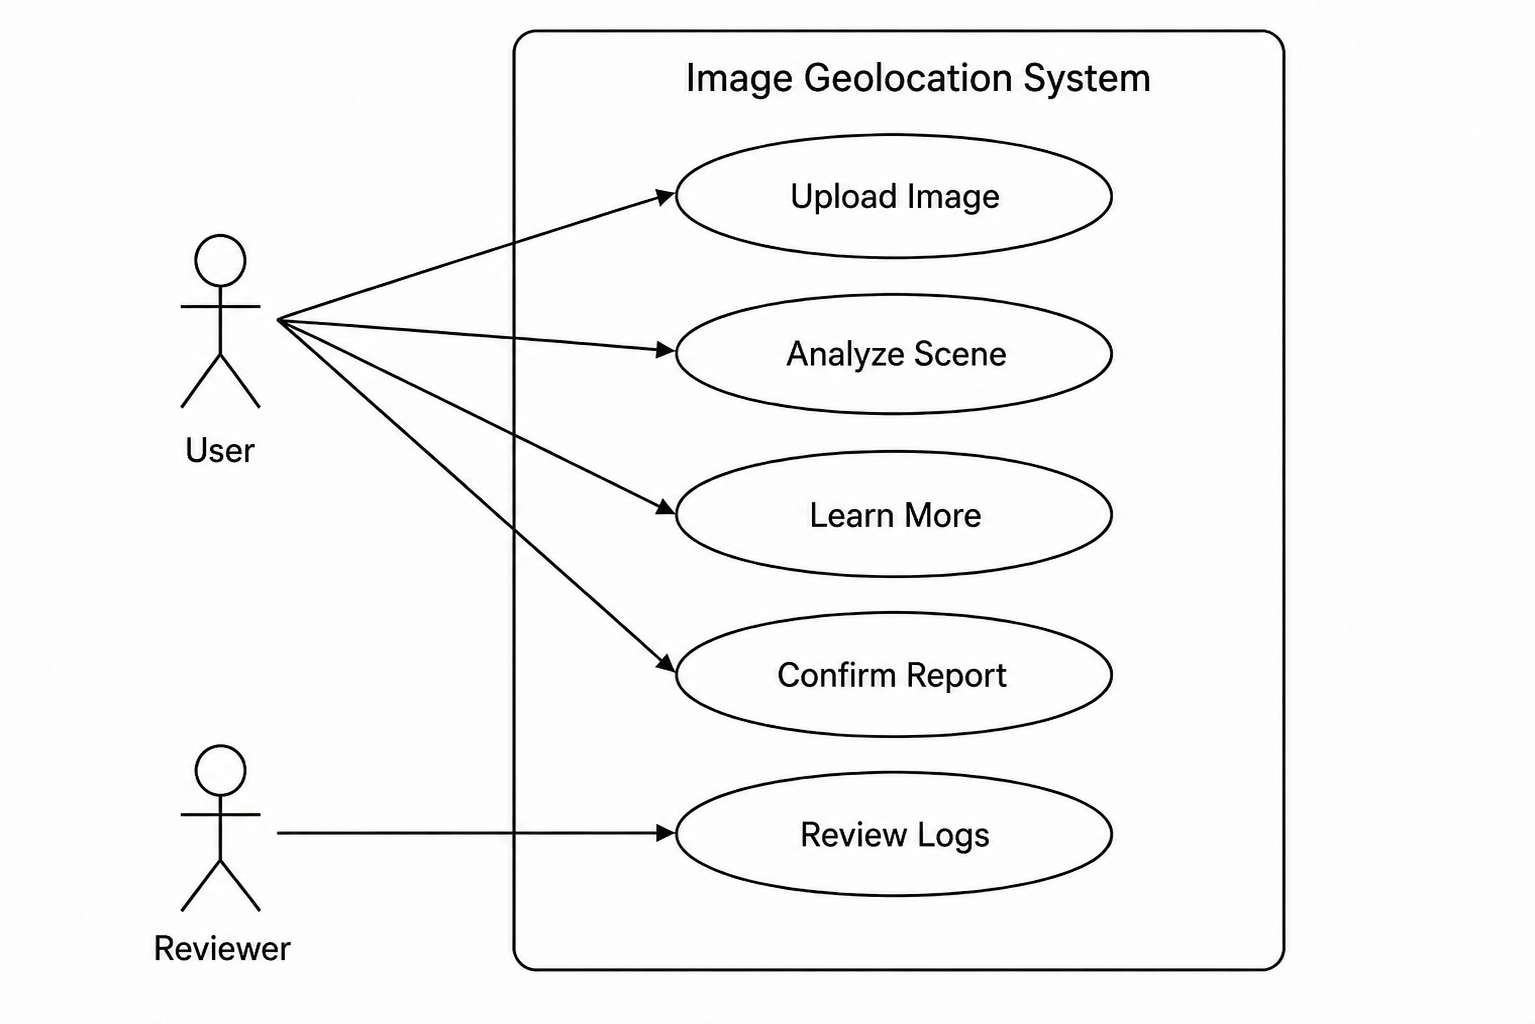 Image Geolocation System
Upload Image
Analyze Scene
User
Learn More
Confirm Report
Review Logs
Reviewer